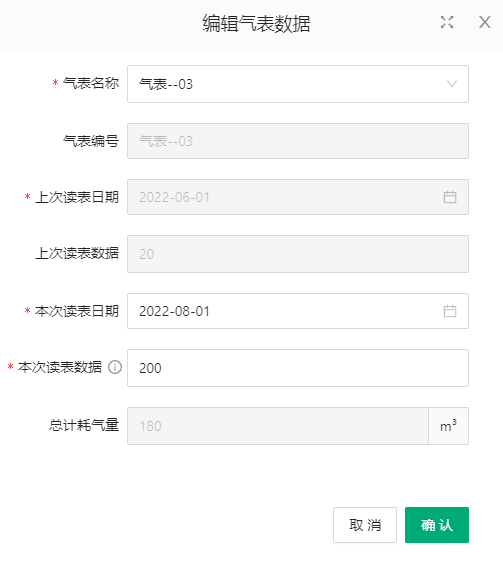 编辑气表数据
* 气表名称 气表--03
气表编号 气表--03
* 上次读表日期 2022-06-01
上次读表数据 20
* 本次读表日期 2022-08-01
* 本次读表数据 200
总计耗气量 180 m³
取 消 确 认